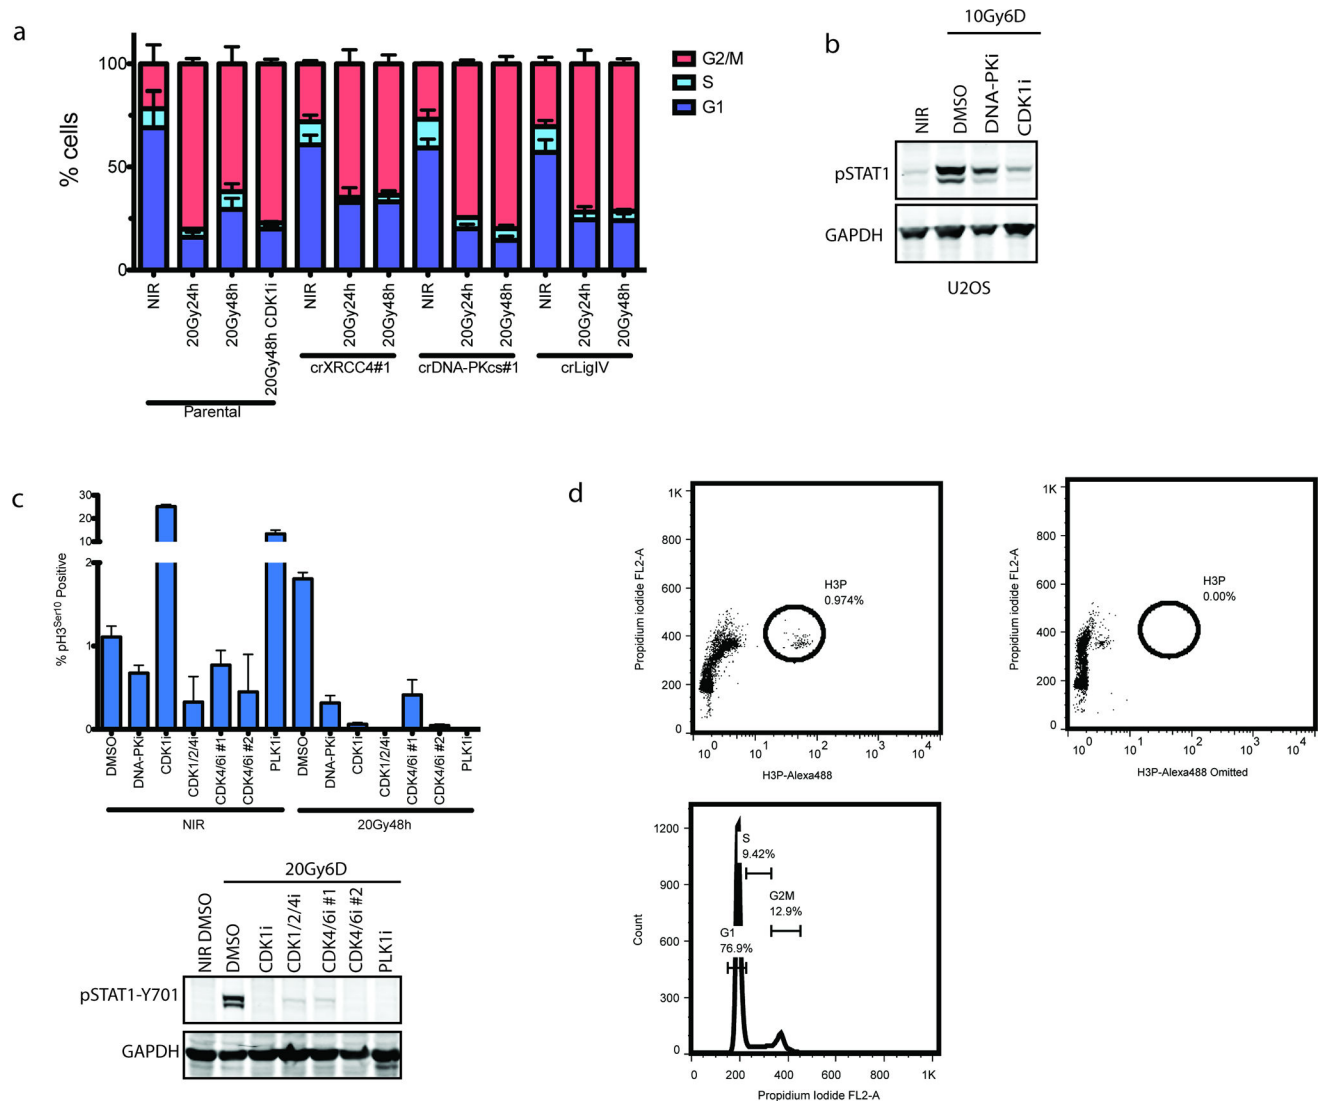 a
% cells
100
50
0
G2/M
S
G1
NIR
20Gy24h
20Gy48h
20Gy48h CDK1i
NIR
20Gy24h
20Gy48h
NIR
20Gy24h
20Gy48h
NIR
20Gy24h
20Gy48h
Parental
crXRCC4#1
crDNA-PKcs#1
crLigIV
b
10Gy6D
NIR
DMSO
DNA-PKi
CDK1i
pSTAT1
GAPDH
U2OS
c
% pH3Ser10 Positive
30
20
10
2
1
0
DMSO
DNA-PKi
CDK1i
CDK1/2/4i
CDK4/6i #1
CDK4/6i #2
PLK1i
DMSO
DNA-PKi
CDK1i
CDK1/2/4i
CDK4/6i #1
CDK4/6i #2
PLK1i
NIR
20Gy48h
20Gy6D
NIR DMSO
DMSO
CDK1i
CDK1/2/4i
CDK4/6i #1
CDK4/6i #2
PLK1i
pSTAT1-Y701
GAPDH
d
Propidium iodide FL2-A
1K
800
600
400
200
0
H3P
0.974%
10^0 10^1 10^2 10^3 10^4
H3P-Alexa488
Propidium iodide FL2-A
1K
800
600
400
200
0
H3P
0.00%
10^0 10^1 10^2 10^3 10^4
H3P-Alexa488 Omitted
Count
1200
900
600
300
0
S
9.42%
G2M
12.9%
G1
76.9%
0 200 400 600 800 1K
Propidium Iodide FL2-A